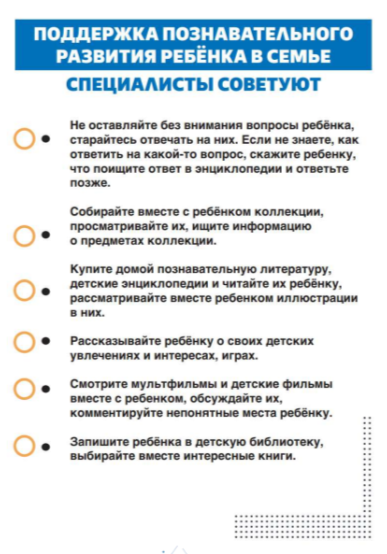 ПОДДЕРЖКА ПОЗНАВАТЕЛЬНОГО
РАЗВИТИЯ РЕБЁНКА В СЕМЬЕ
СПЕЦИАЛИСТЫ СОВЕТУЮТ
Не оставляйте без внимания вопросы ребёнка,
старайтесь отвечать на них. Если не знаете, как
ответить на какой-то вопрос, скажите ребенку,
что поищите ответ в энциклопедии и ответьте
позже.
Собирайте вместе с ребёнком коллекции,
просматривайте их, ищите информацию
о предметах коллекции.
Купите домой познавательную литературу,
детские энциклопедии и читайте их ребёнку,
рассматривайте вместе ребенком иллюстрации
в них.
Рассказывайте ребёнку о своих детских
увлечениях и интересах, играх.
Смотрите мультфильмы и детские фильмы
вместе с ребенком, обсуждайте их,
комментируйте непонятные места ребёнку.
Запишите ребёнка в детскую библиотеку,
выбирайте вместе интересные книги.